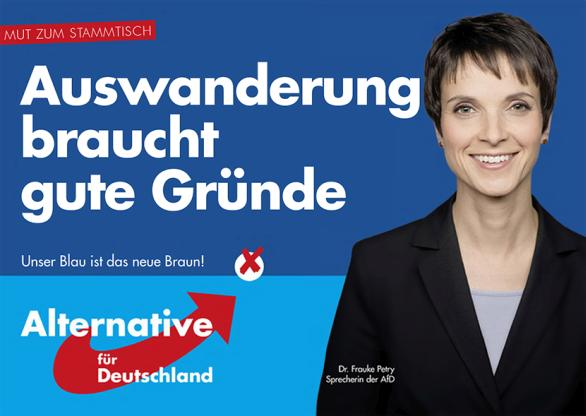 MUT ZUM STAMMTISCH
Auswanderung
braucht
gute Gründe
Unser Blau ist das neue Braun!
Alternative
für
Deutschland
Dr. Frauke Petry
Sprecherin der AfD